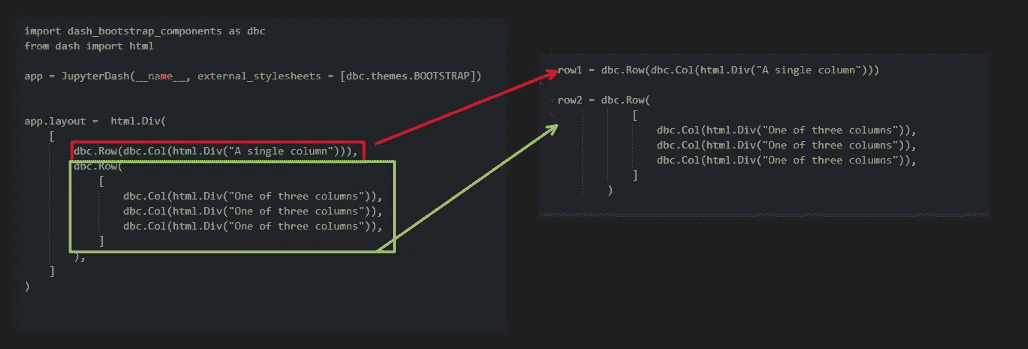 import dash_bootstrap_components as dbc
from dash import html
app = JupyterDash(__name__, external_stylesheets = [dbc.themes.BOOTSTRAP])
app.layout =  html.Div(
    [
        dbc.Row(dbc.Col(html.Div("A single column"))),
        dbc.Row(
            [
                dbc.Col(html.Div("One of three columns")),
                dbc.Col(html.Div("One of three columns")),
                dbc.Col(html.Div("One of three columns")),
            ]
        ),
    ]
)
row1 = dbc.Row(dbc.Col(html.Div("A single column")))
row2 = dbc.Row(
            [
                dbc.Col(html.Div("One of three columns")),
                dbc.Col(html.Div("One of three columns")),
                dbc.Col(html.Div("One of three columns")),
            ]
        )